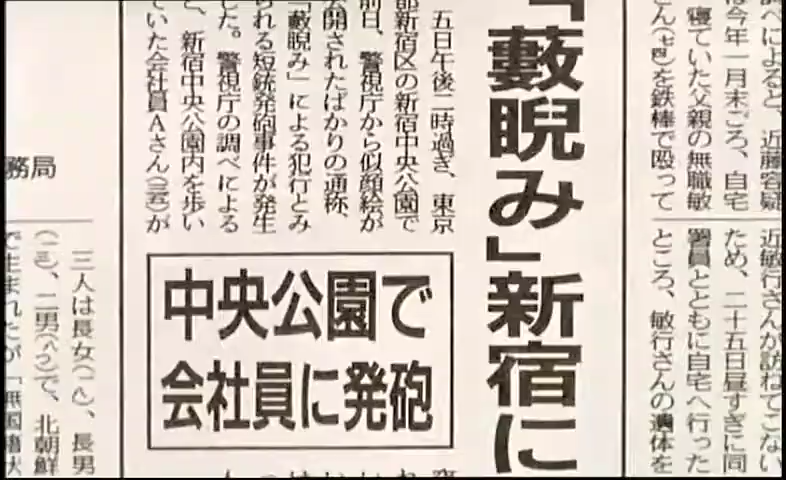 べによると、近藤容疑
は今年一月末ごろ、自宅
寝ていた父親の無職敏
さん（七四）を鉄棒で殴って
近敏行さんが訪ねてこない
ため、二十五日昼すぎに同
署員とともに自宅へ行った
ところ、敏行さんの遺体を
「藪睨み」新宿に
五日午後二時過ぎ、東京
都新宿区の新宿中央公園で
前日、警視庁から似顔絵が
公開されたばかりの通称、
「藪睨み」による犯行とみ
られる短銃発砲事件が発生
した。警視庁の調べによる
と、新宿中央公園内を歩い
ていた会社員Aさん（三五）が
中央公園で
会社員に発砲
務局
三人は長女（一八）、長男
（一三）、二男（八つ）で、北朝鮮
で生まれたが「無国籍状